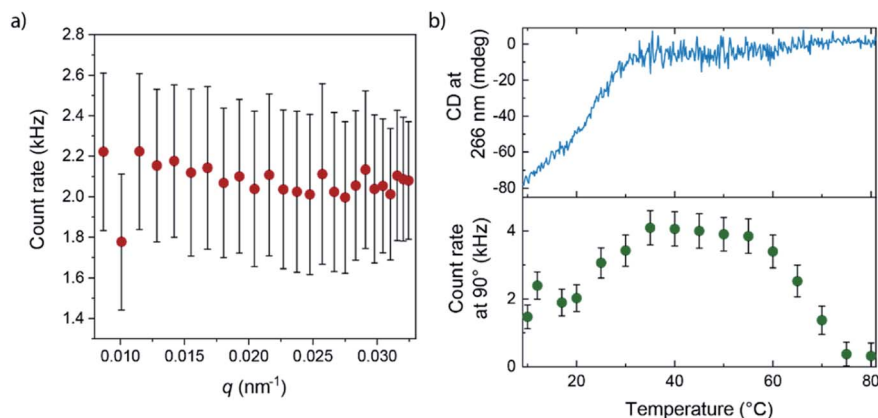 a)
2.8
2.6
2.4
2.2
2.0
1.8
1.6
1.4
Count rate (kHz)
0.010 0.015 0.020 0.025 0.030
q (nm⁻¹)
b)
0
-20
-40
-60
-80
CD at
266 nm (mdeg)
4
2
0
Count rate
at 90° (kHz)
20 40 60 80
Temperature (°C)